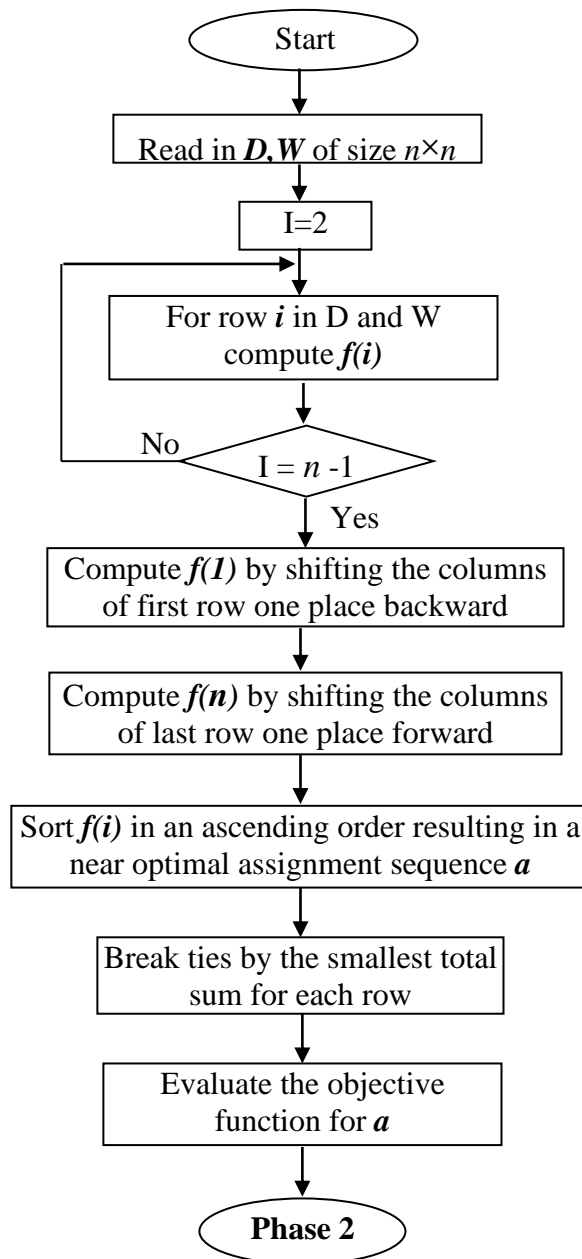 Start
Read in D,W of size n×n
I=2
For row i in D and W
compute f(i)
No
I = n -1
Yes
Compute f(1) by shifting the columns
of first row one place backward
Compute f(n) by shifting the columns
of last row one place forward
Sort f(i) in an ascending order resulting in a
near optimal assignment sequence a
Break ties by the smallest total
sum for each row
Evaluate the objective
function for a
Phase 2